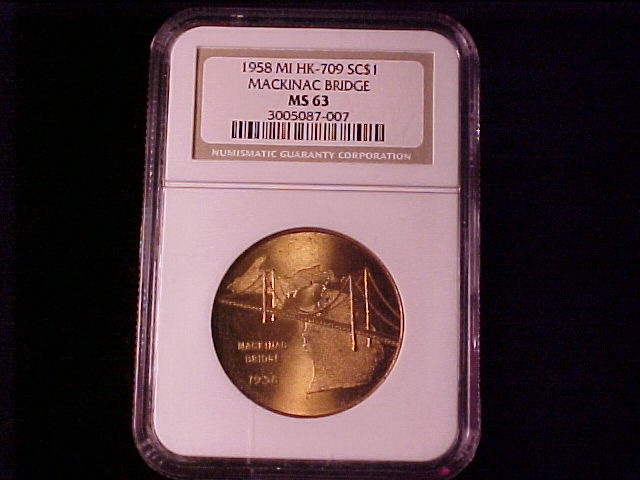 1958 MI HK-709 SC$1
MACKINAC BRIDGE
MS 63
3005087-007
NUMISMATIC GUARANTY CORPORATION
MACKINAC
BRIDGE
1958